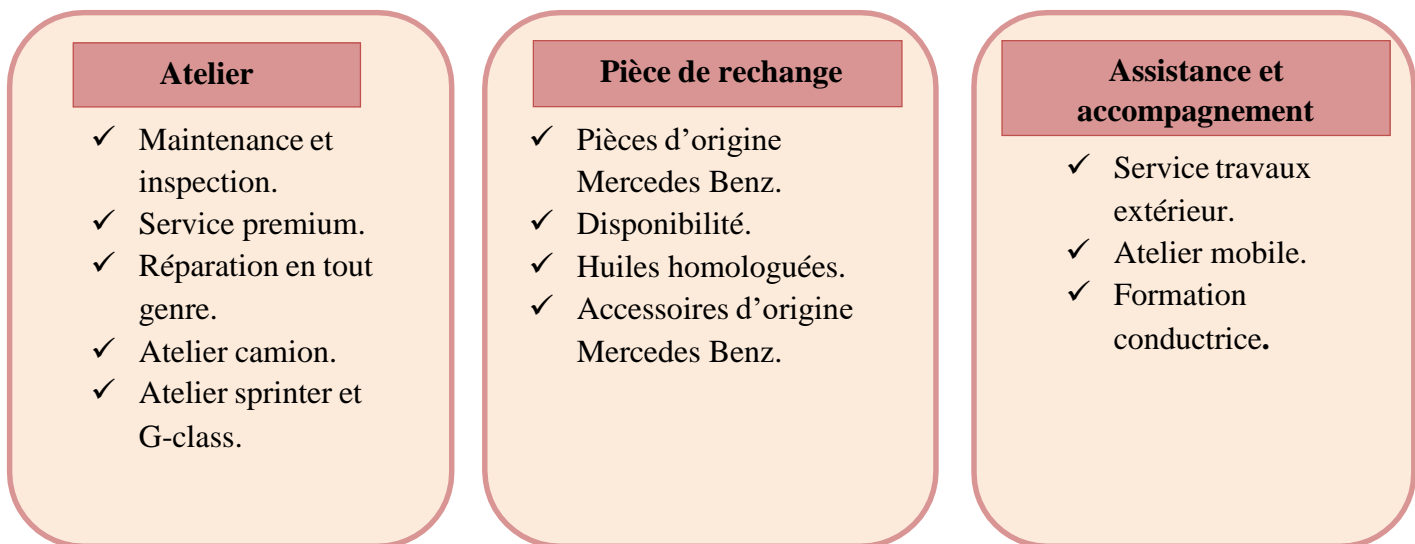 Atelier
✓ Maintenance et
inspection.
✓ Service premium.
✓ Réparation en tout
genre.
✓ Atelier camion.
✓ Atelier sprinter et
G-class.
Pièce de rechange
✓ Pièces d’origine
Mercedes Benz.
✓ Disponibilité.
✓ Huiles homologuées.
✓ Accessoires d’origine
Mercedes Benz.
Assistance et
accompagnement
✓ Service travaux
extérieur.
✓ Atelier mobile.
✓ Formation
conductrice.